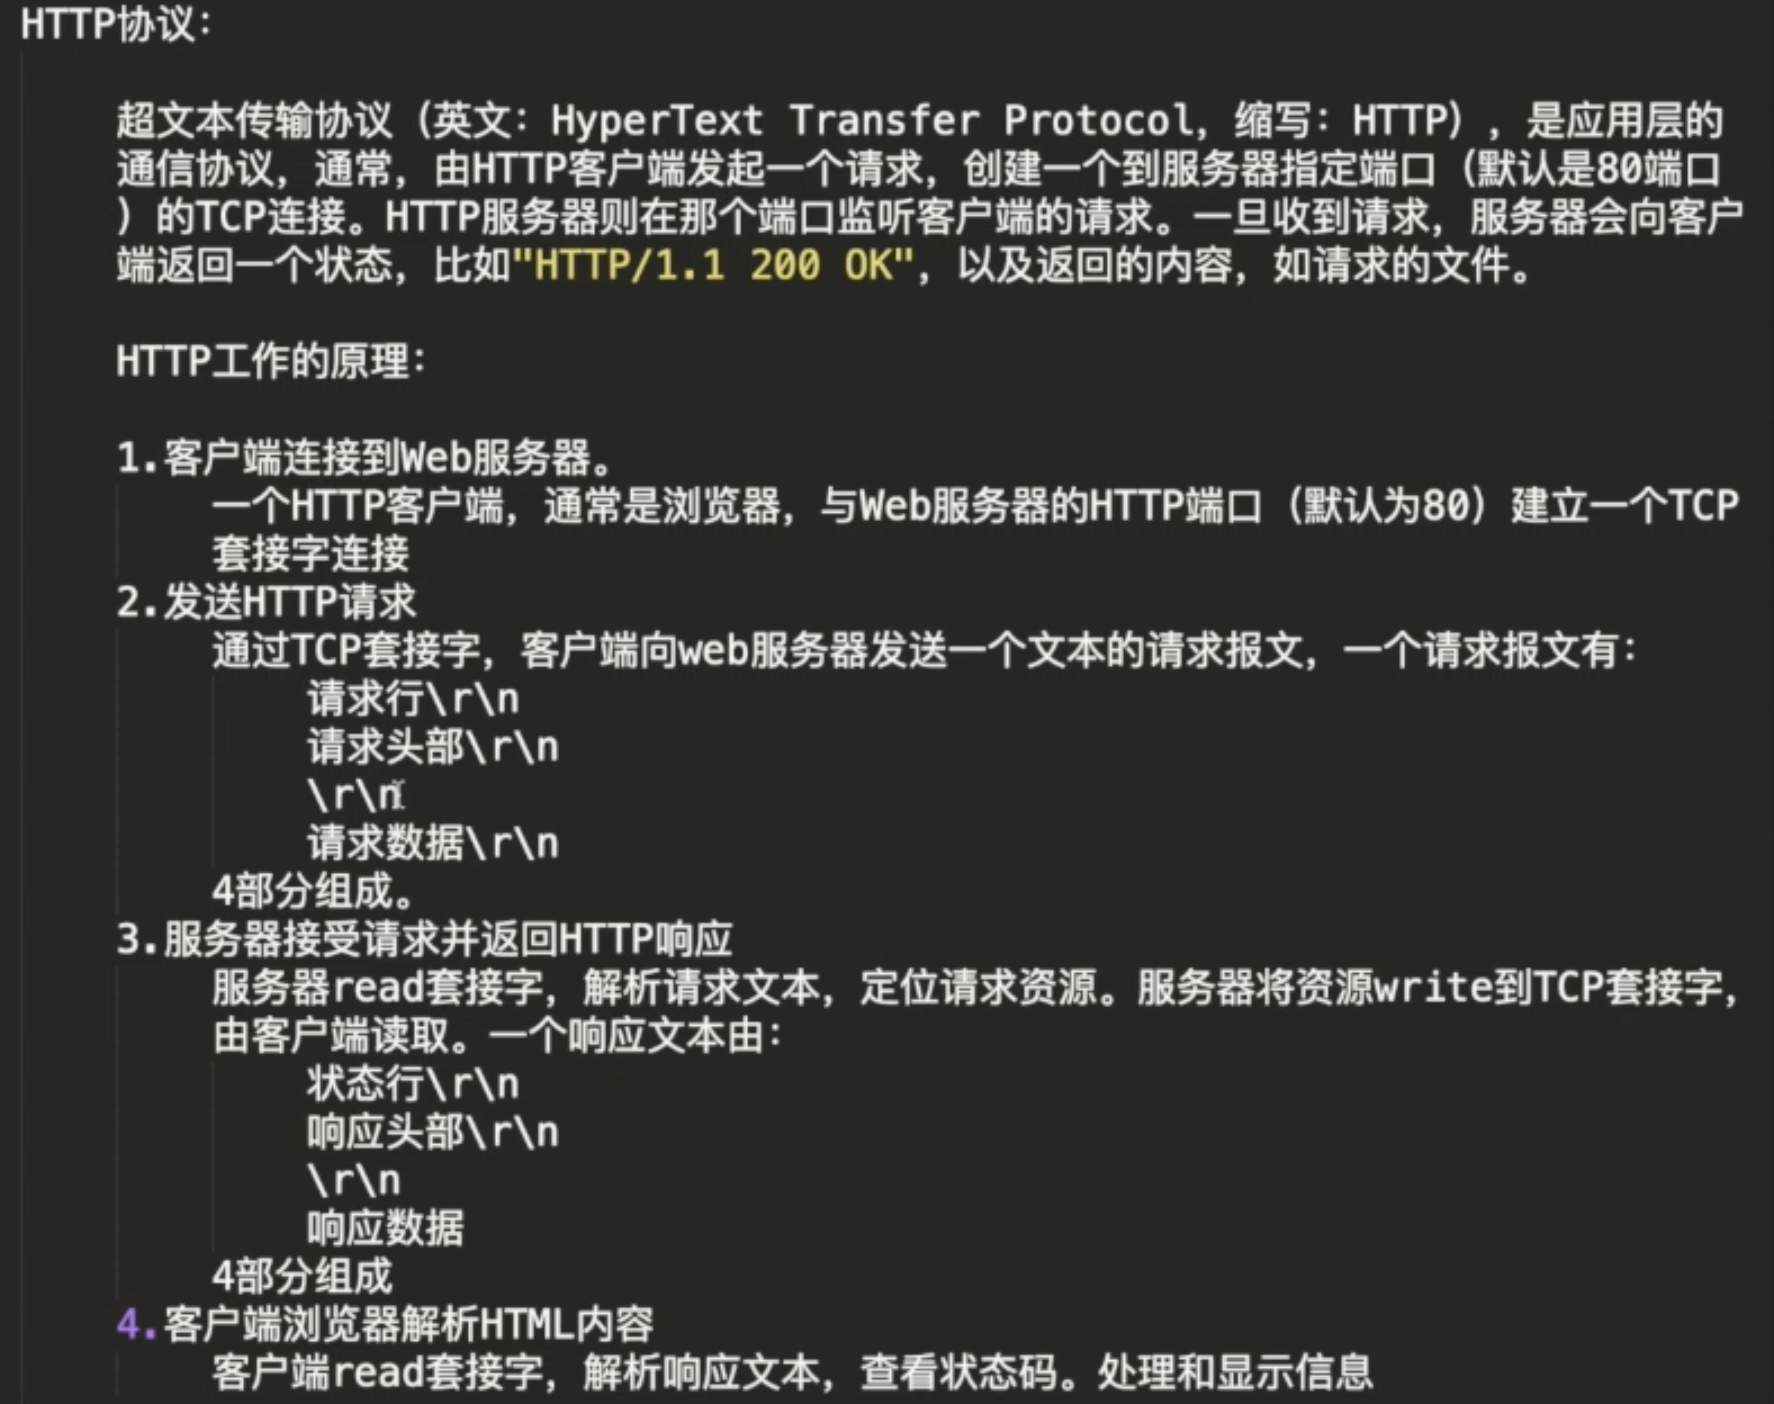 HTTP协议：
超文本传输协议（英文：HyperText Transfer Protocol，缩写：HTTP），是应用层的
通信协议，通常，由HTTP客户端发起一个请求，创建一个到服务器指定端口（默认是80端口
）的TCP连接。HTTP服务器则在那个端口监听客户端的请求。一旦收到请求，服务器会向客户
端返回一个状态，比如"HTTP/1.1 200 OK"，以及返回的内容，如请求的文件。
HTTP工作的原理：
1.客户端连接到Web服务器。
一个HTTP客户端，通常是浏览器，与Web服务器的HTTP端口（默认为80）建立一个TCP
套接字连接
2.发送HTTP请求
通过TCP套接字，客户端向web服务器发送一个文本的请求报文，一个请求报文有：
请求行\r\n
请求头部\r\n
\r\n
请求数据\r\n
4部分组成。
3.服务器接受请求并返回HTTP响应
服务器read套接字，解析请求文本，定位请求资源。服务器将资源write到TCP套接字，
由客户端读取。一个响应文本由：
状态行\r\n
响应头部\r\n
\r\n
响应数据
4部分组成
4.客户端浏览器解析HTML内容
客户端read套接字，解析响应文本，查看状态码。处理和显示信息